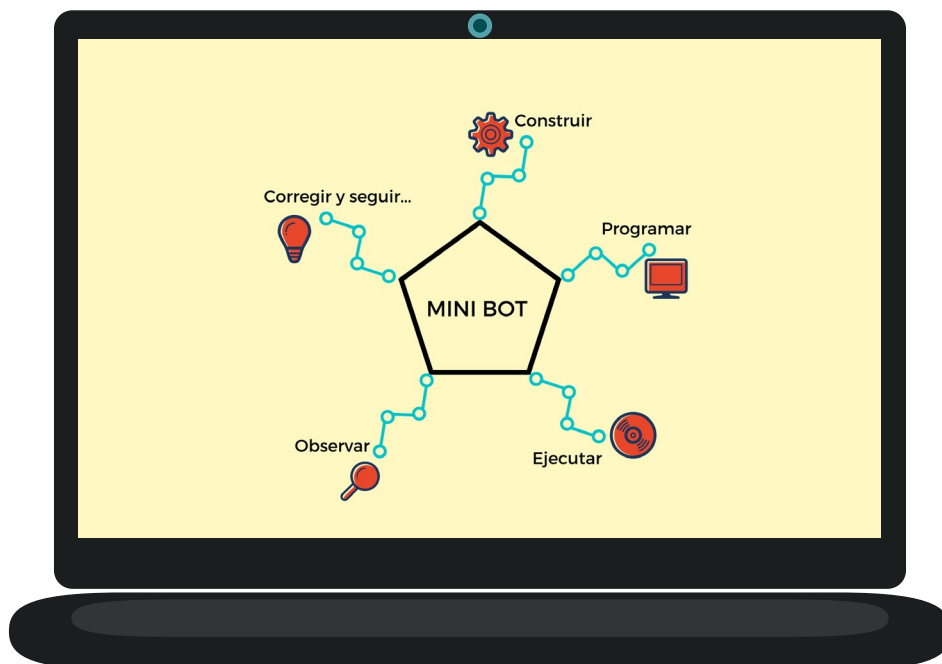 Construir
Corregir y seguir...
Programar
MINI BOT
Observar
Ejecutar